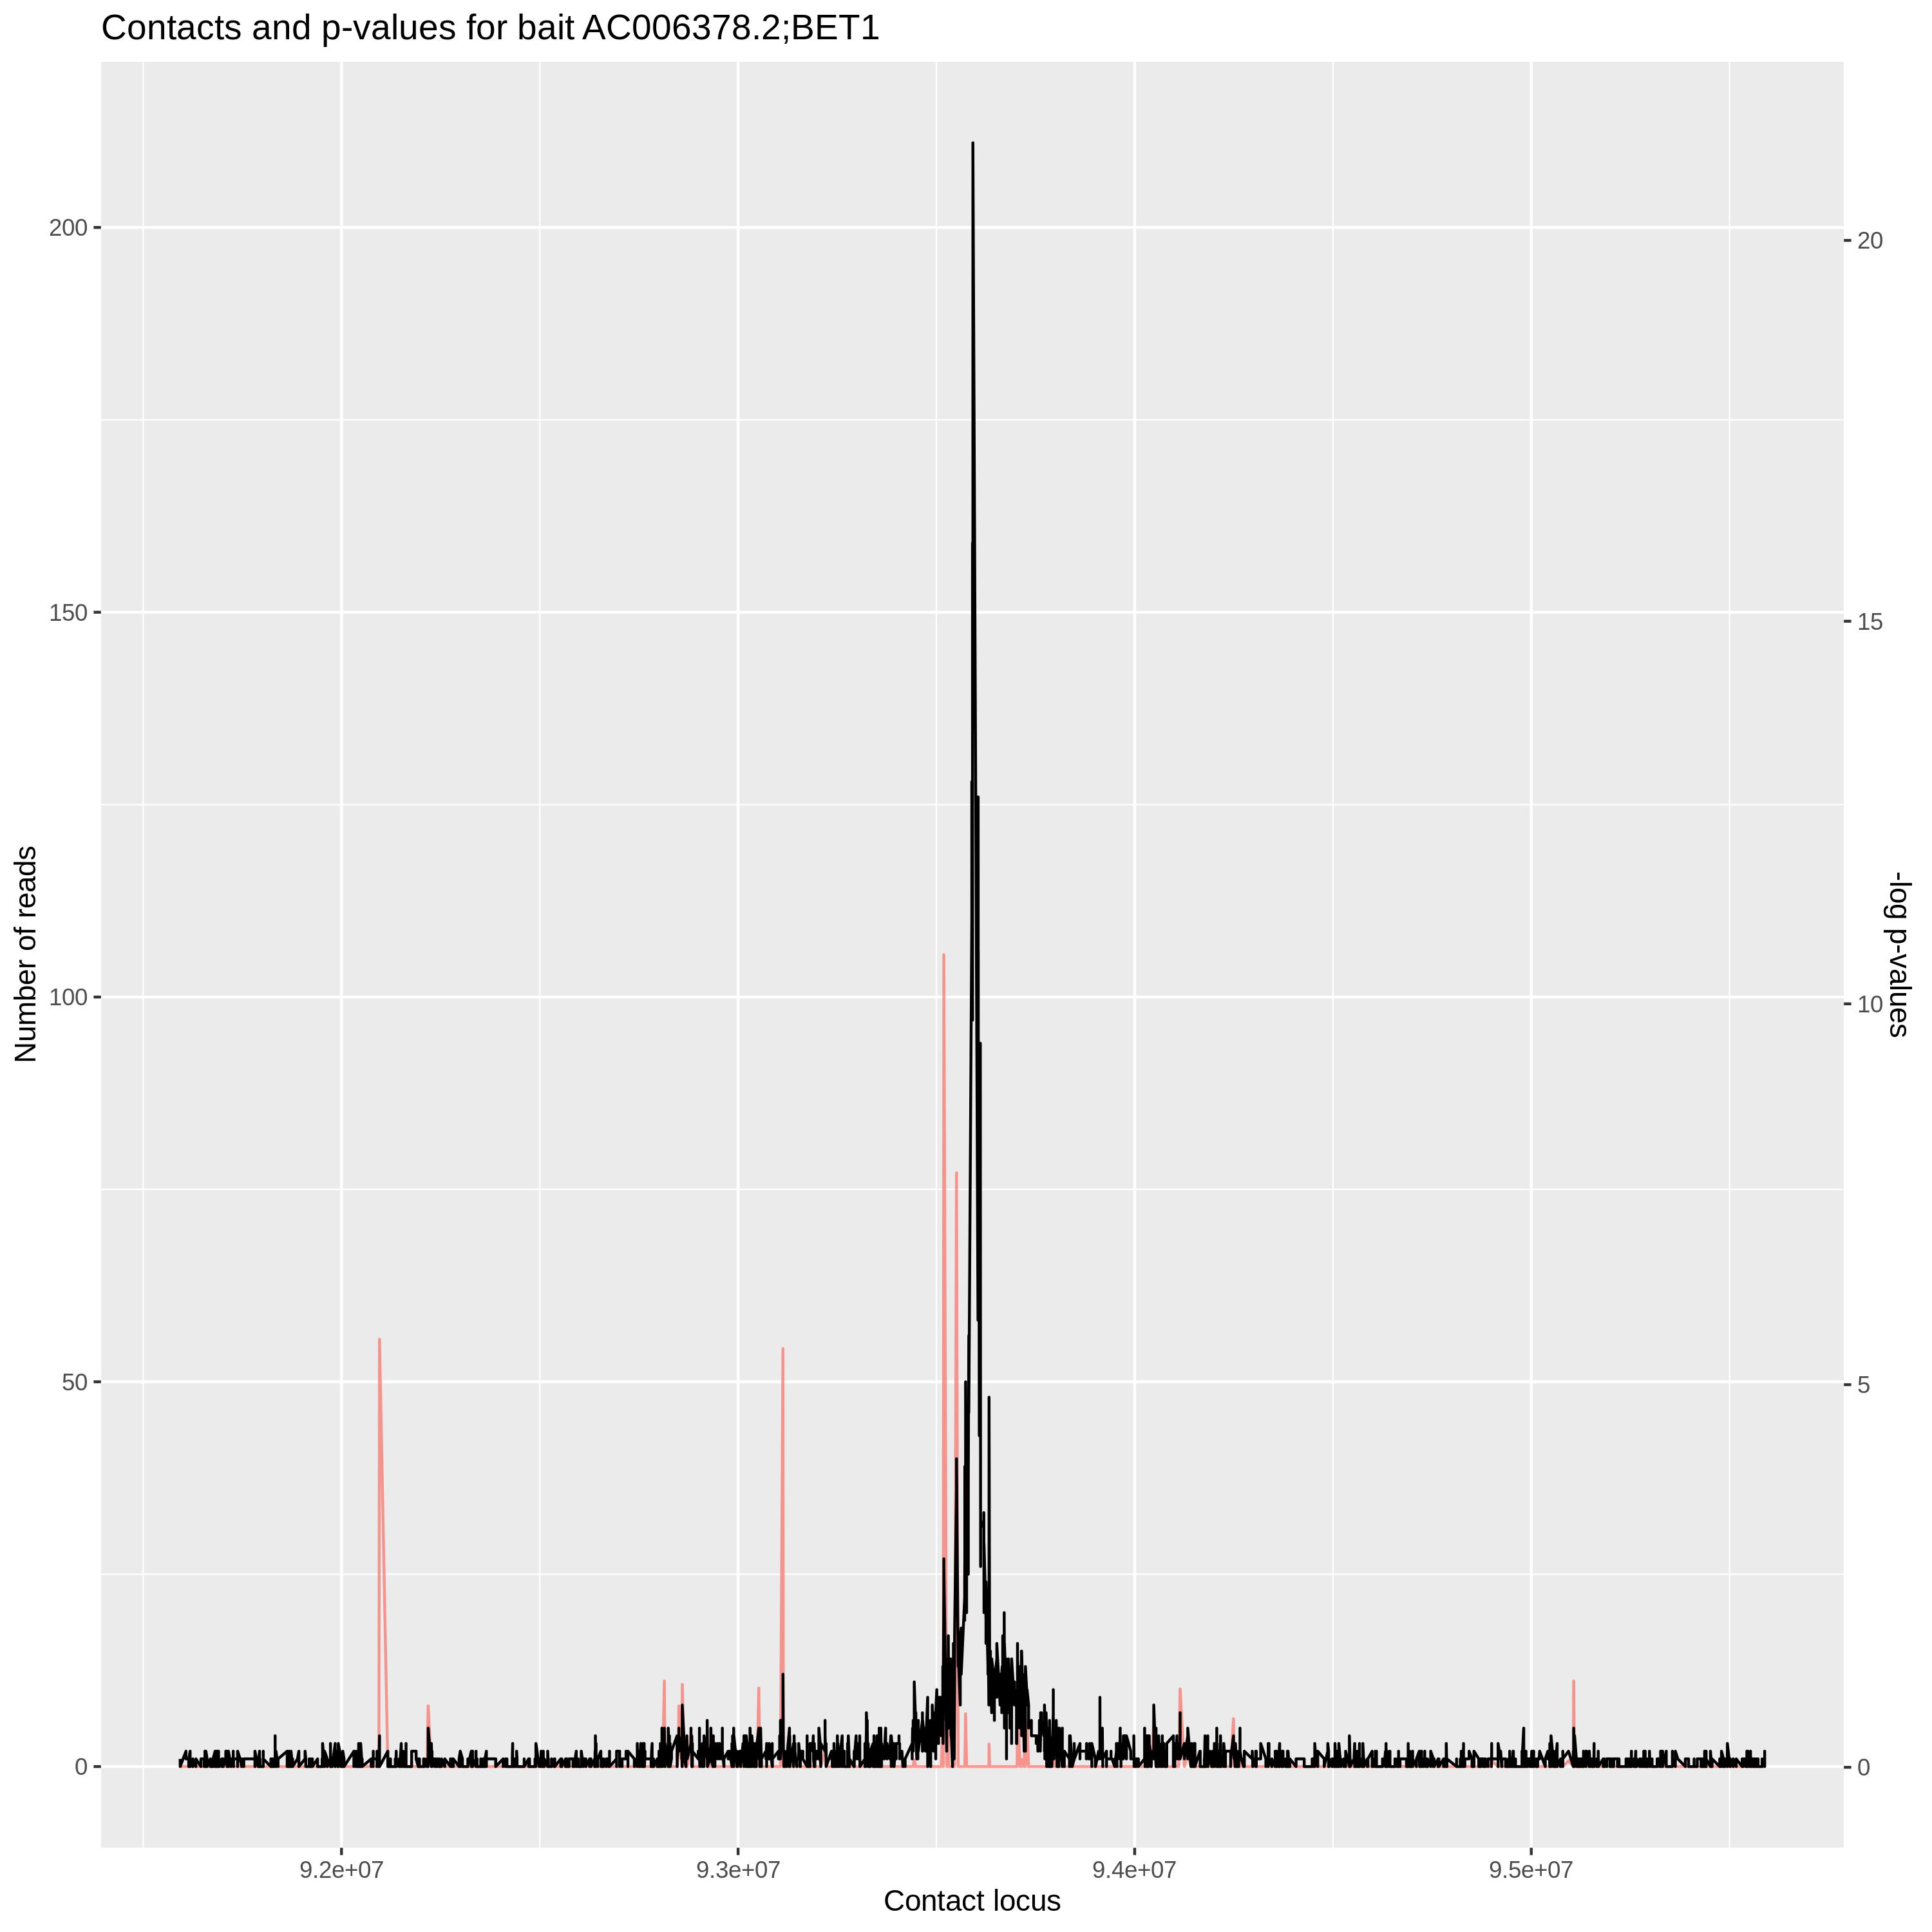 Contacts and p-values for bait AC006378.2;BET1
200
150
100
50
0
Number of reads
20
15
10
5
0
-log p-values
9.2e+07
9.3e+07
9.4e+07
9.5e+07
Contact locus